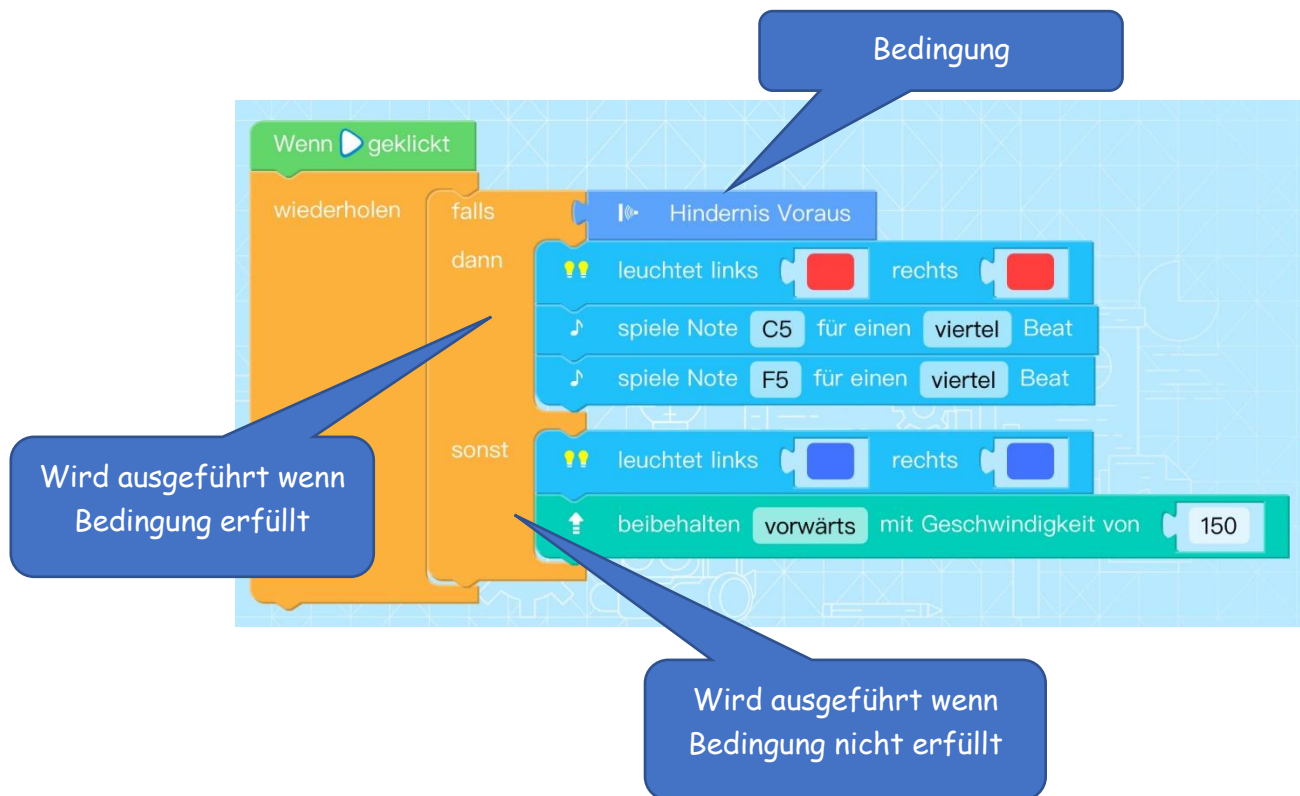 Bedingung
Wenn geklickt
wiederholen falls Hindernis Voraus
dann leuchtet links rechts
spiele Note C5 für einen viertel Beat
spiele Note F5 für einen viertel Beat
sonst leuchtet links rechts
beibehalten vorwärts mit Geschwindigkeit von 150
Wird ausgeführt wenn
Bedingung erfüllt
Wird ausgeführt wenn
Bedingung nicht erfüllt